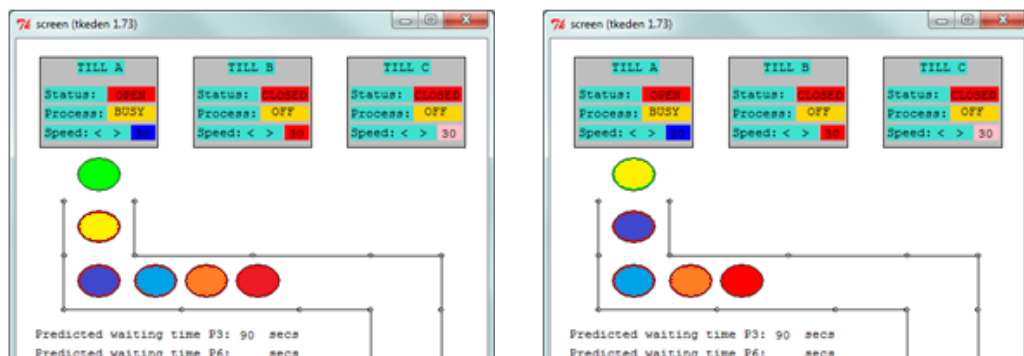 screen (tkeden 1.73)
TILL A
Status: OPEN
Process: BUSY
Speed: < > 30
TILL B
Status: CLOSED
Process: OFF
Speed: < > 30
TILL C
Status: CLOSED
Process: OFF
Speed: < > 30
Predicted waiting time P3: 90 secs
Predicted waiting time P6: secs
screen (tkeden 1.73)
TILL A
Status: OPEN
Process: BUSY
Speed: < > 30
TILL B
Status: CLOSED
Process: OFF
Speed: < > 30
TILL C
Status: CLOSED
Process: OFF
Speed: < > 30
Predicted waiting time P3: 90 secs
Predicted waiting time P6: secs